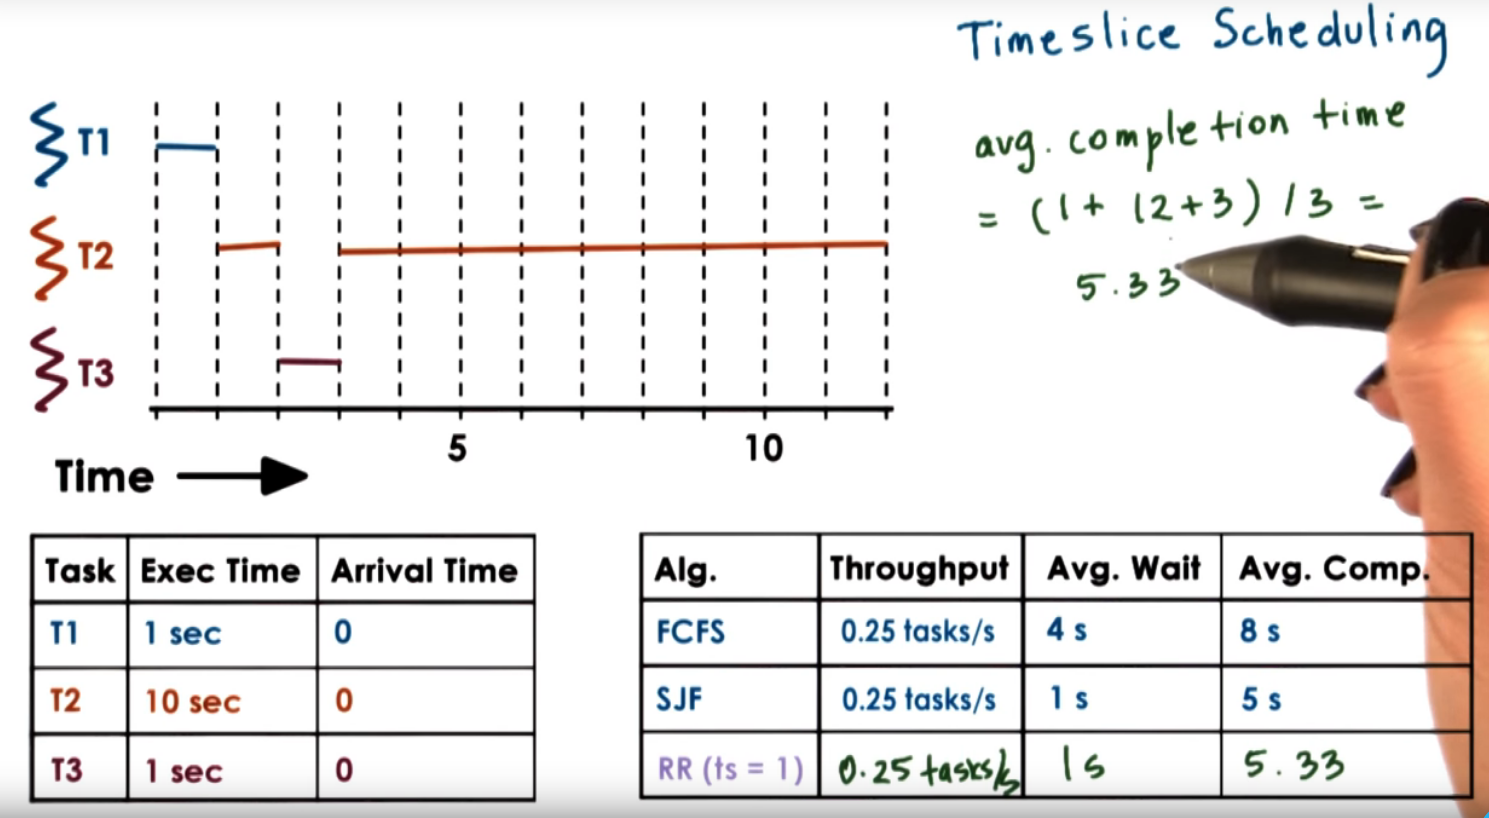 Timeslice Scheduling
avg. completion time
= (1 + 12+3) / 3 =
5.33
T1
T2
T3
5 10
Time
Task Exec Time Arrival Time
T1 1 sec 0
T2 10 sec 0
T3 1 sec 0
Alg. Throughput Avg. Wait Avg. Comp.
FCFS 0.25 tasks/s 4 s 8 s
SJF 0.25 tasks/s 1 s 5 s
RR (ts = 1) 0.25 tasks/s 1s 5.33